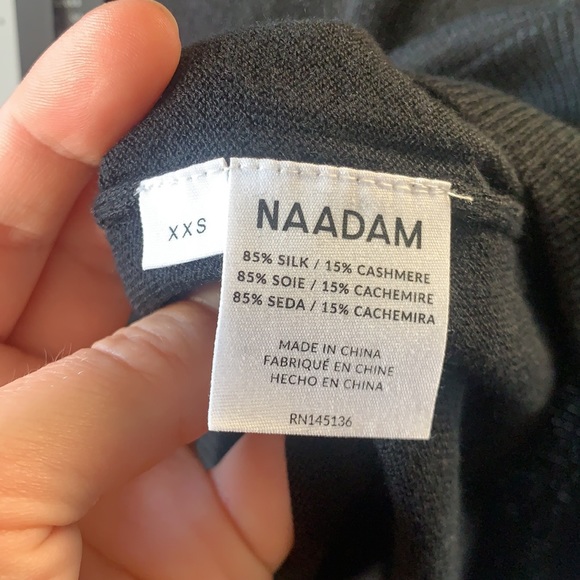 XXS
NAADAM
85% SILK / 15% CASHMERE
85% SOIE / 15% CACHEMIRE
85% SEDA / 15% CACHEMIRA
MADE IN CHINA
FABRIQUÉ EN CHINE
HECHO EN CHINA
RN145136